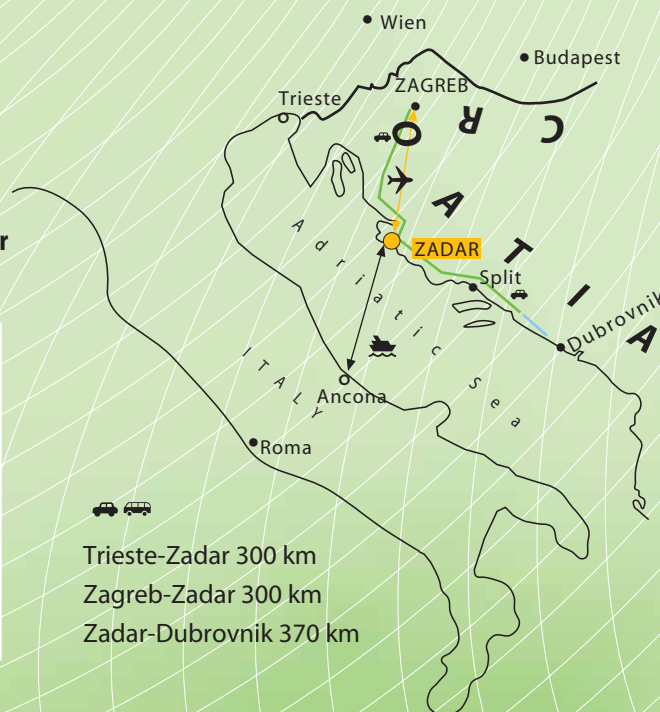 Wien
Budapest
ZAGREB
Trieste
CROATIA
r
ZADAR
Adriatic Sea
Split
Dubrovnik
ITALY
Ancona
Roma
Trieste-Zadar 300 km
Zagreb-Zadar 300 km
Zadar-Dubrovnik 370 km